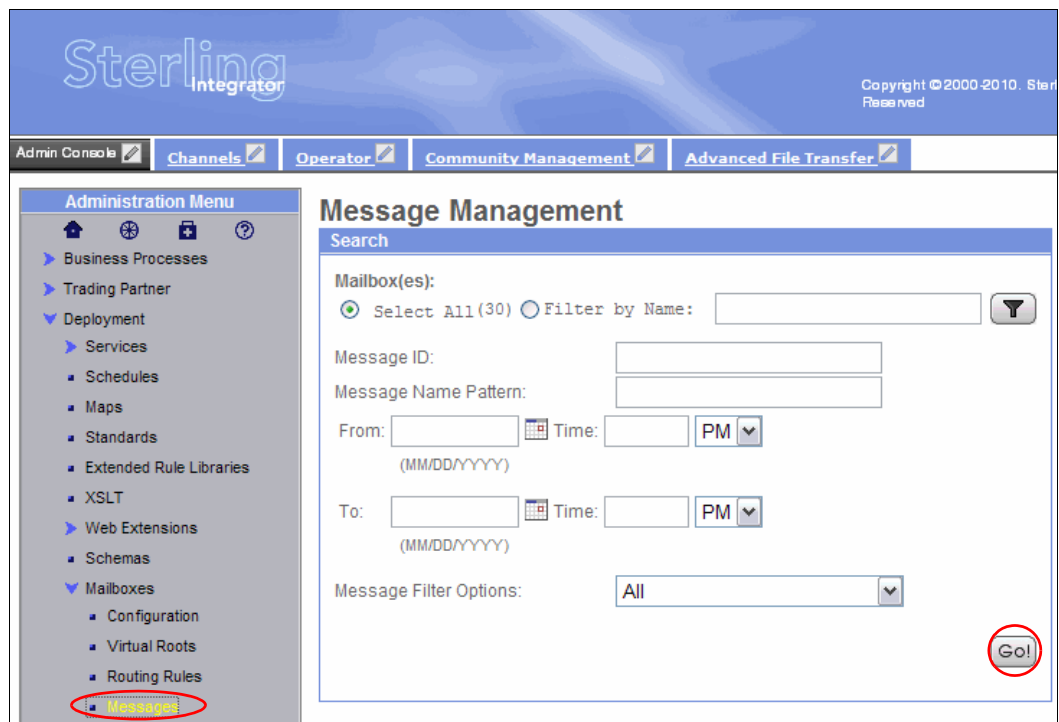 Sterling
Integrator
Copyright © 2000-2010. Sterl
Reserved
Admin Console
Channels
Operator
Community Management
Advanced File Transfer
Administration Menu
Business Processes
Trading Partner
Deployment
Services
Schedules
Maps
Standards
Extended Rule Libraries
XSLT
Web Extensions
Schemas
Mailboxes
Configuration
Virtual Roots
Routing Rules
Messages
Message Management
Search
Mailbox(es):
Select All(30) Filter by Name:
Message ID:
Message Name Pattern:
From: Time: PM
(MM/DD/YYYY)
To: Time: PM
(MM/DD/YYYY)
Message Filter Options: All
Go!